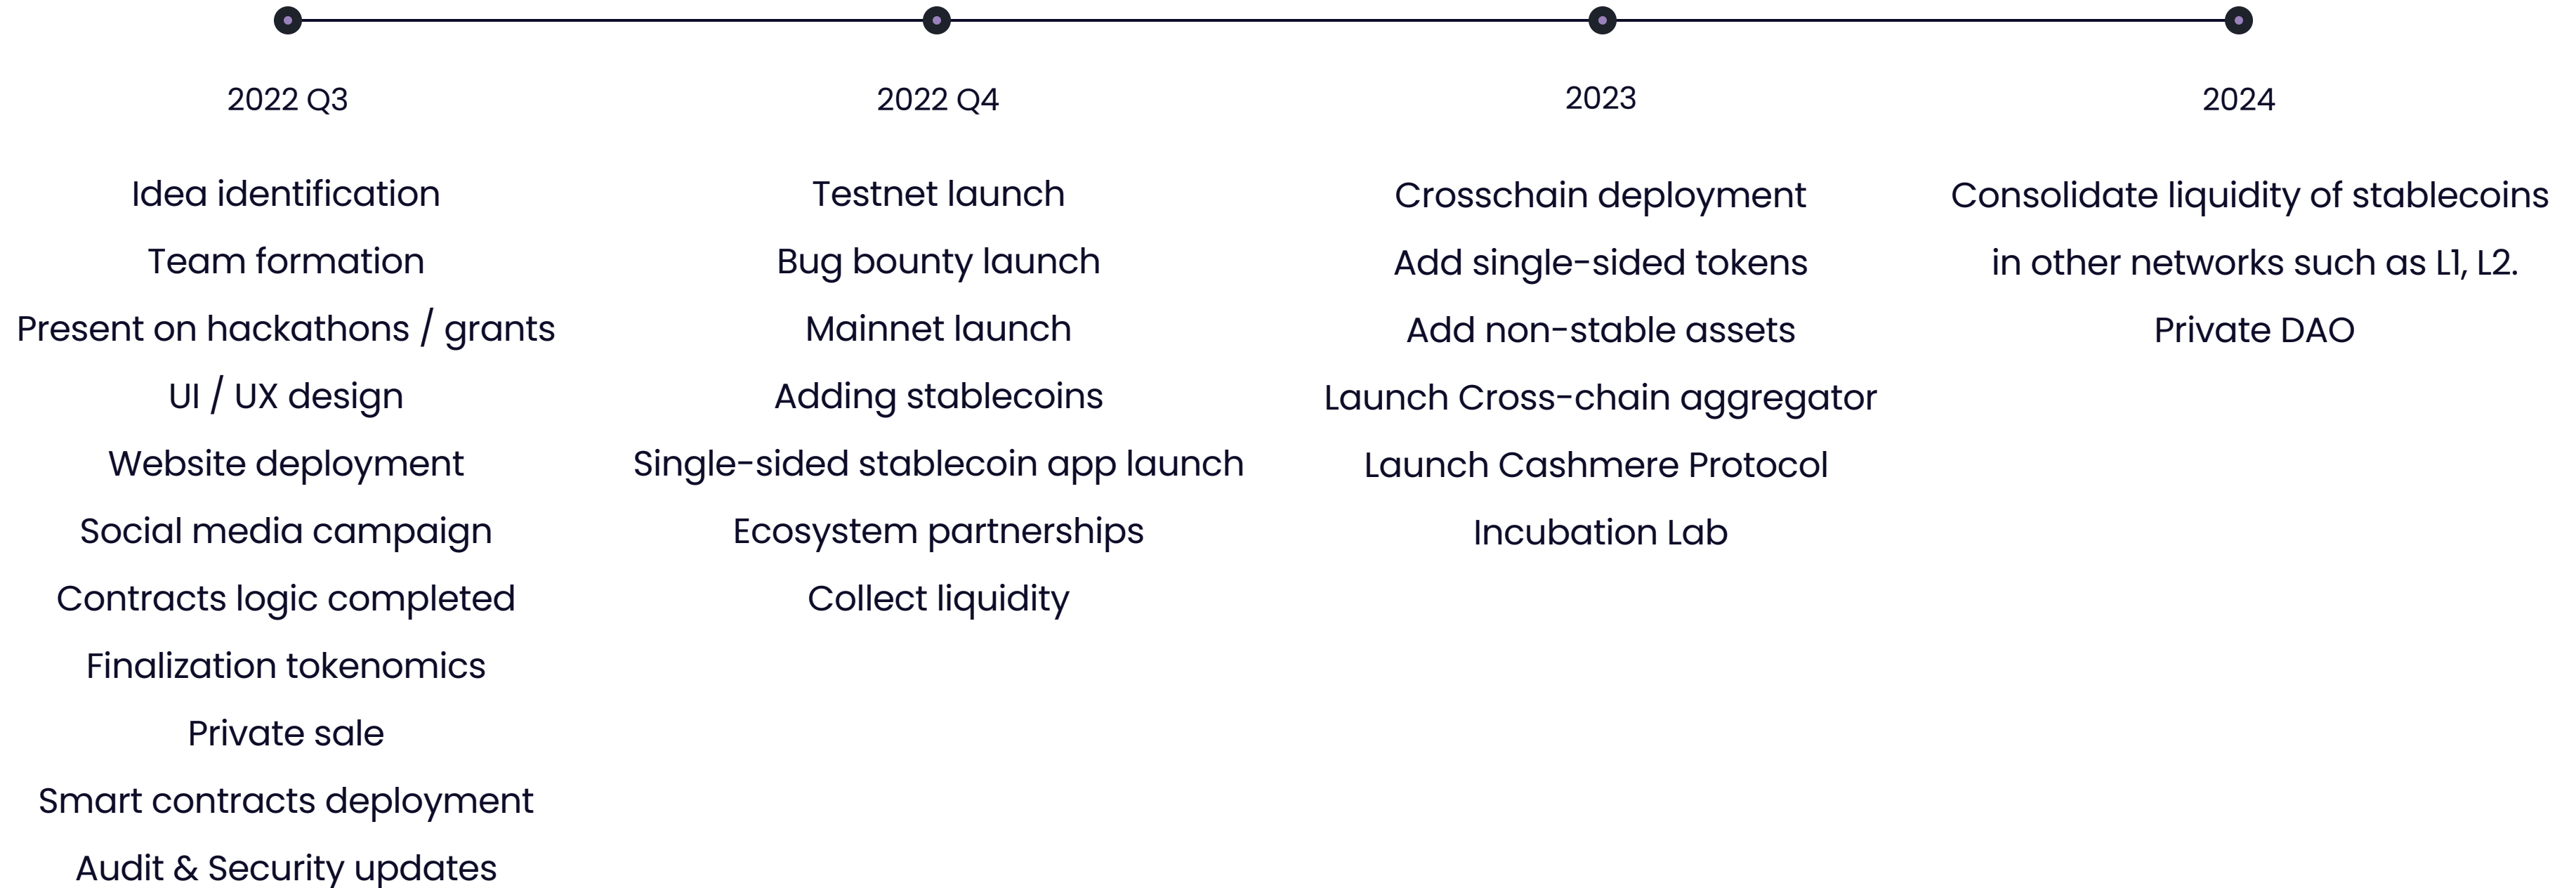 2022 Q3
Idea identification
Team formation
Present on hackathons / grants
UI / UX design
Website deployment
Social media campaign
Contracts logic completed
Finalization tokenomics
Private sale
Smart contracts deployment
Audit & Security updates
2022 Q4
Testnet launch
Bug bounty launch
Mainnet launch
Adding stablecoins
Single-sided stablecoin app launch
Ecosystem partnerships
Collect liquidity
2023
Crosschain deployment
Add single-sided tokens
Add non-stable assets
Launch Cross-chain aggregator
Launch Cashmere Protocol
Incubation Lab
2024
Consolidate liquidity of stablecoins
in other networks such as L1, L2.
Private DAO